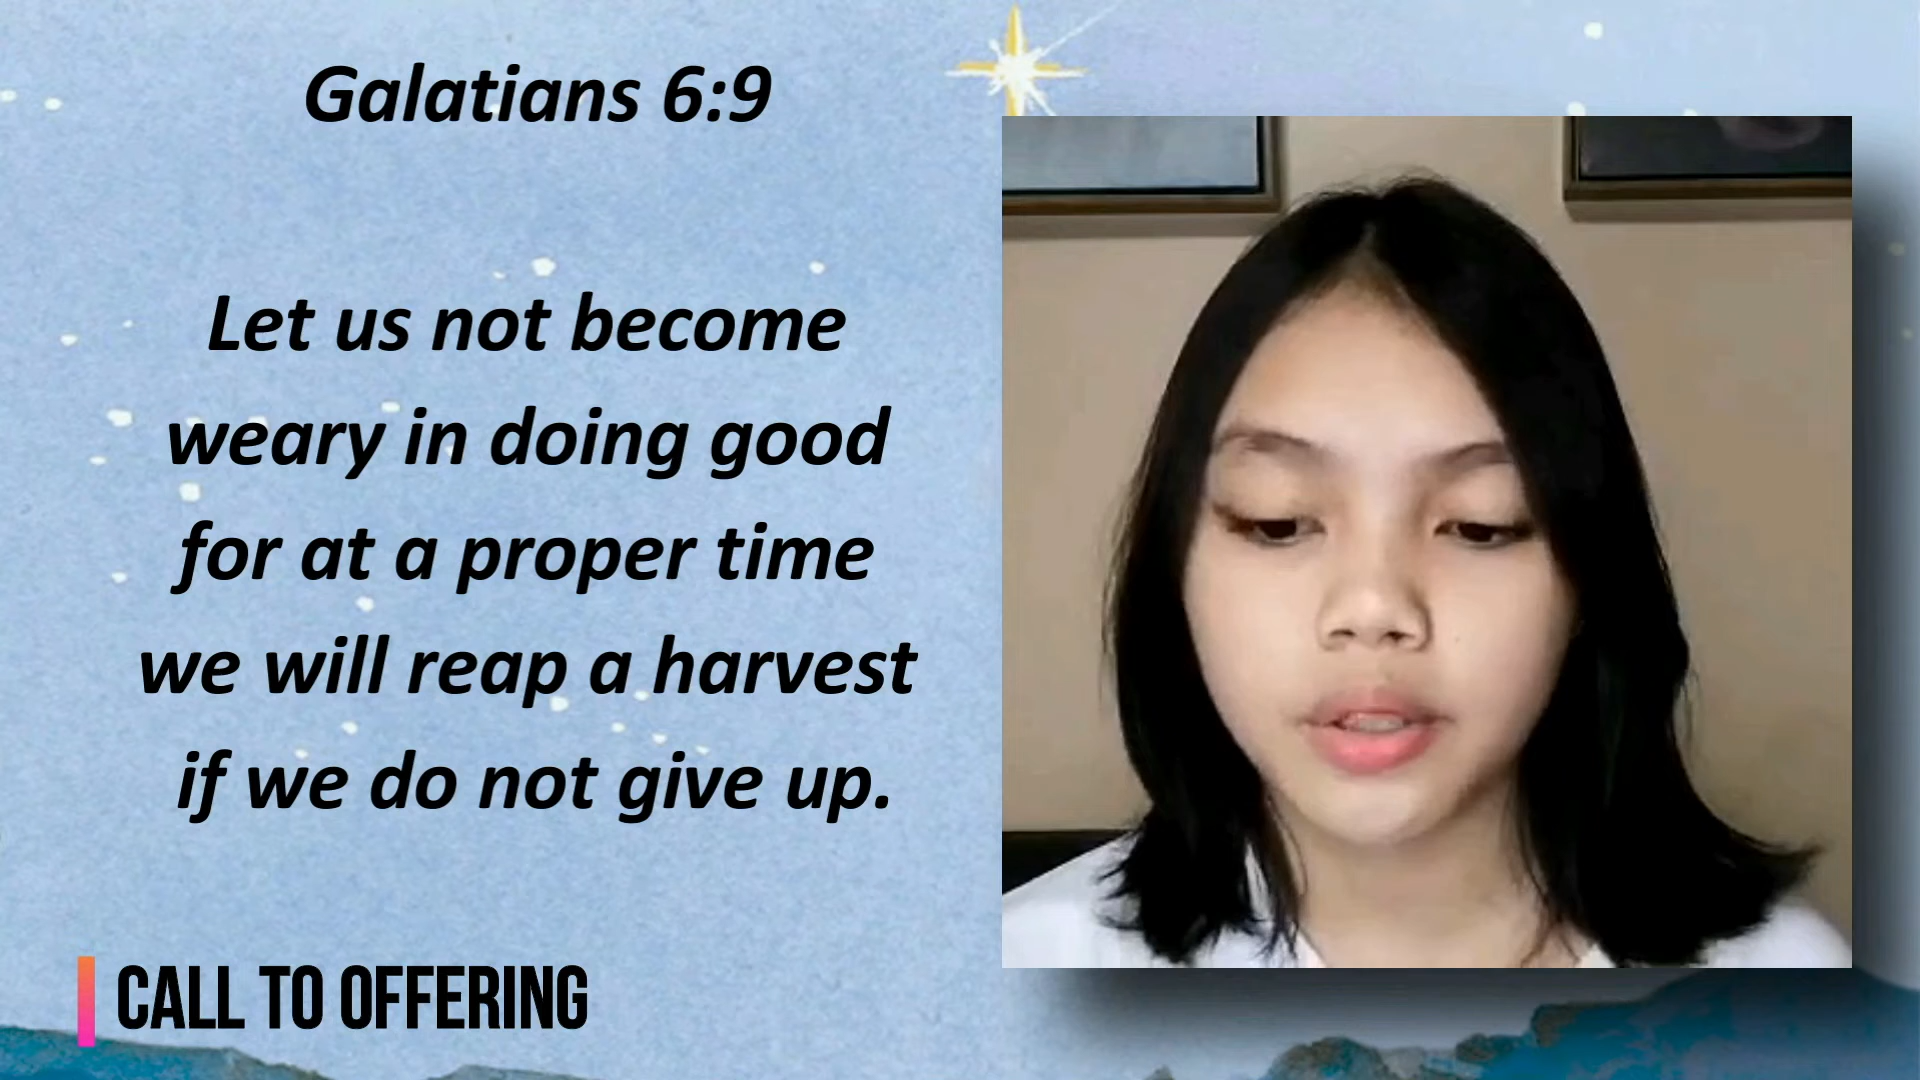 Galatians 6:9
Let us not become
weary in doing good
for at a proper time
we will reap a harvest
if we do not give up.
CALL TO OFFERING